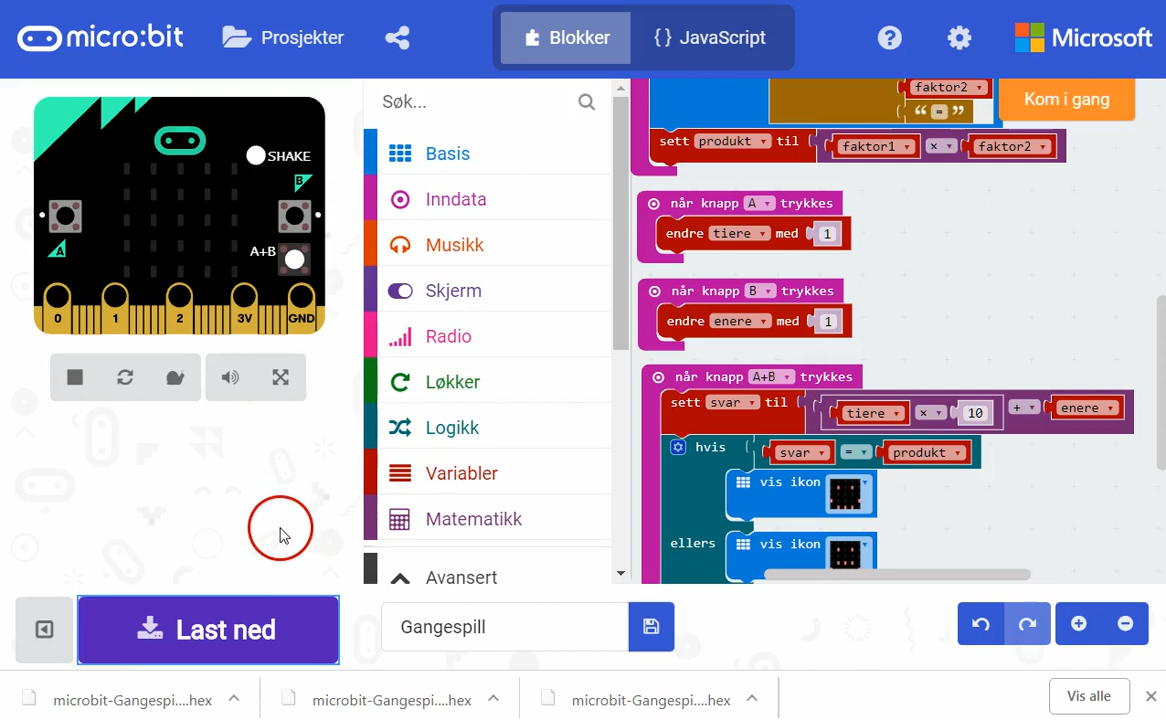 micro:bit
Prosjekter
Blokker
{ } JavaScript
Microsoft
SHAKE
B
A
A+B
0 1 2 3V GND
Søk...
Basis
Inndata
Musikk
Skjerm
Radio
Løkker
Logikk
Variabler
Matematikk
Avansert
Kom i gang
faktor2
“ = ”
sett produkt til faktor1 × faktor2
når knapp A trykkes
endre tiere med 1
når knapp B trykkes
endre enere med 1
når knapp A+B trykkes
sett svar til tiere × 10 + enere
hvis svar = produkt
vis ikon
ellers vis ikon
Last ned
Gangespill
microbit-Gangespi....hex
microbit-Gangespi....hex
microbit-Gangespi....hex
Vis alle